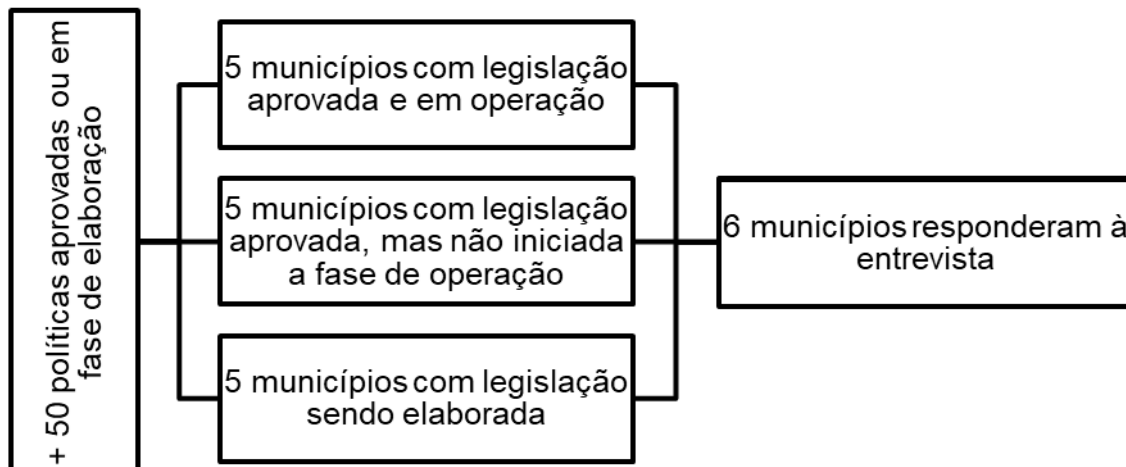 + 50 políticas aprovadas ou em
fase de elaboração
5 municípios com legislação
aprovada e em operação
5 municípios com legislação
aprovada, mas não iniciada
a fase de operação
5 municípios com legislação
sendo elaborada
6 municípios responderam à
entrevista